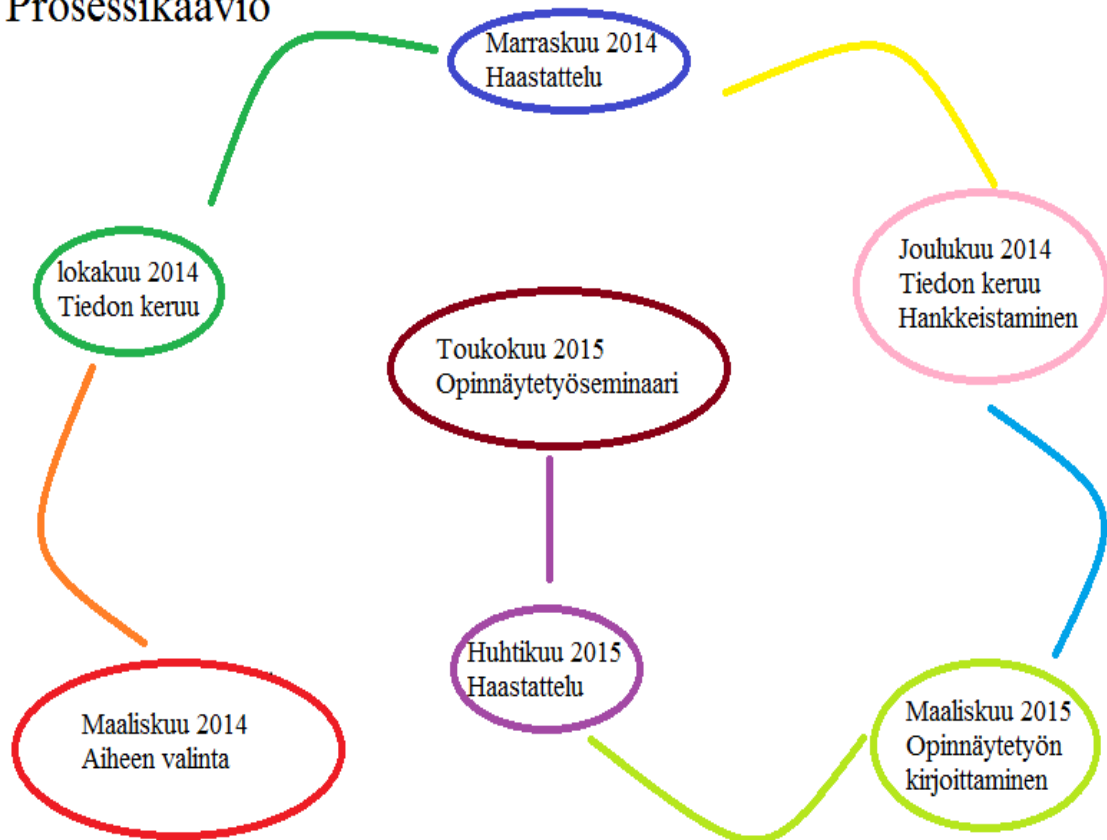 Prosessikaavio
Marraskuu 2014
Haastattelu
lokakuu 2014
Tiedon keruu
Joulukuu 2014
Tiedon keruu
Hankkeistaminen
Toukokuu 2015
Opinnäytetyöseminaari
Huhtikuu 2015
Haastattelu
Maaliskuu 2014
Aiheen valinta
Maaliskuu 2015
Opinnäytetyön
kirjoittaminen